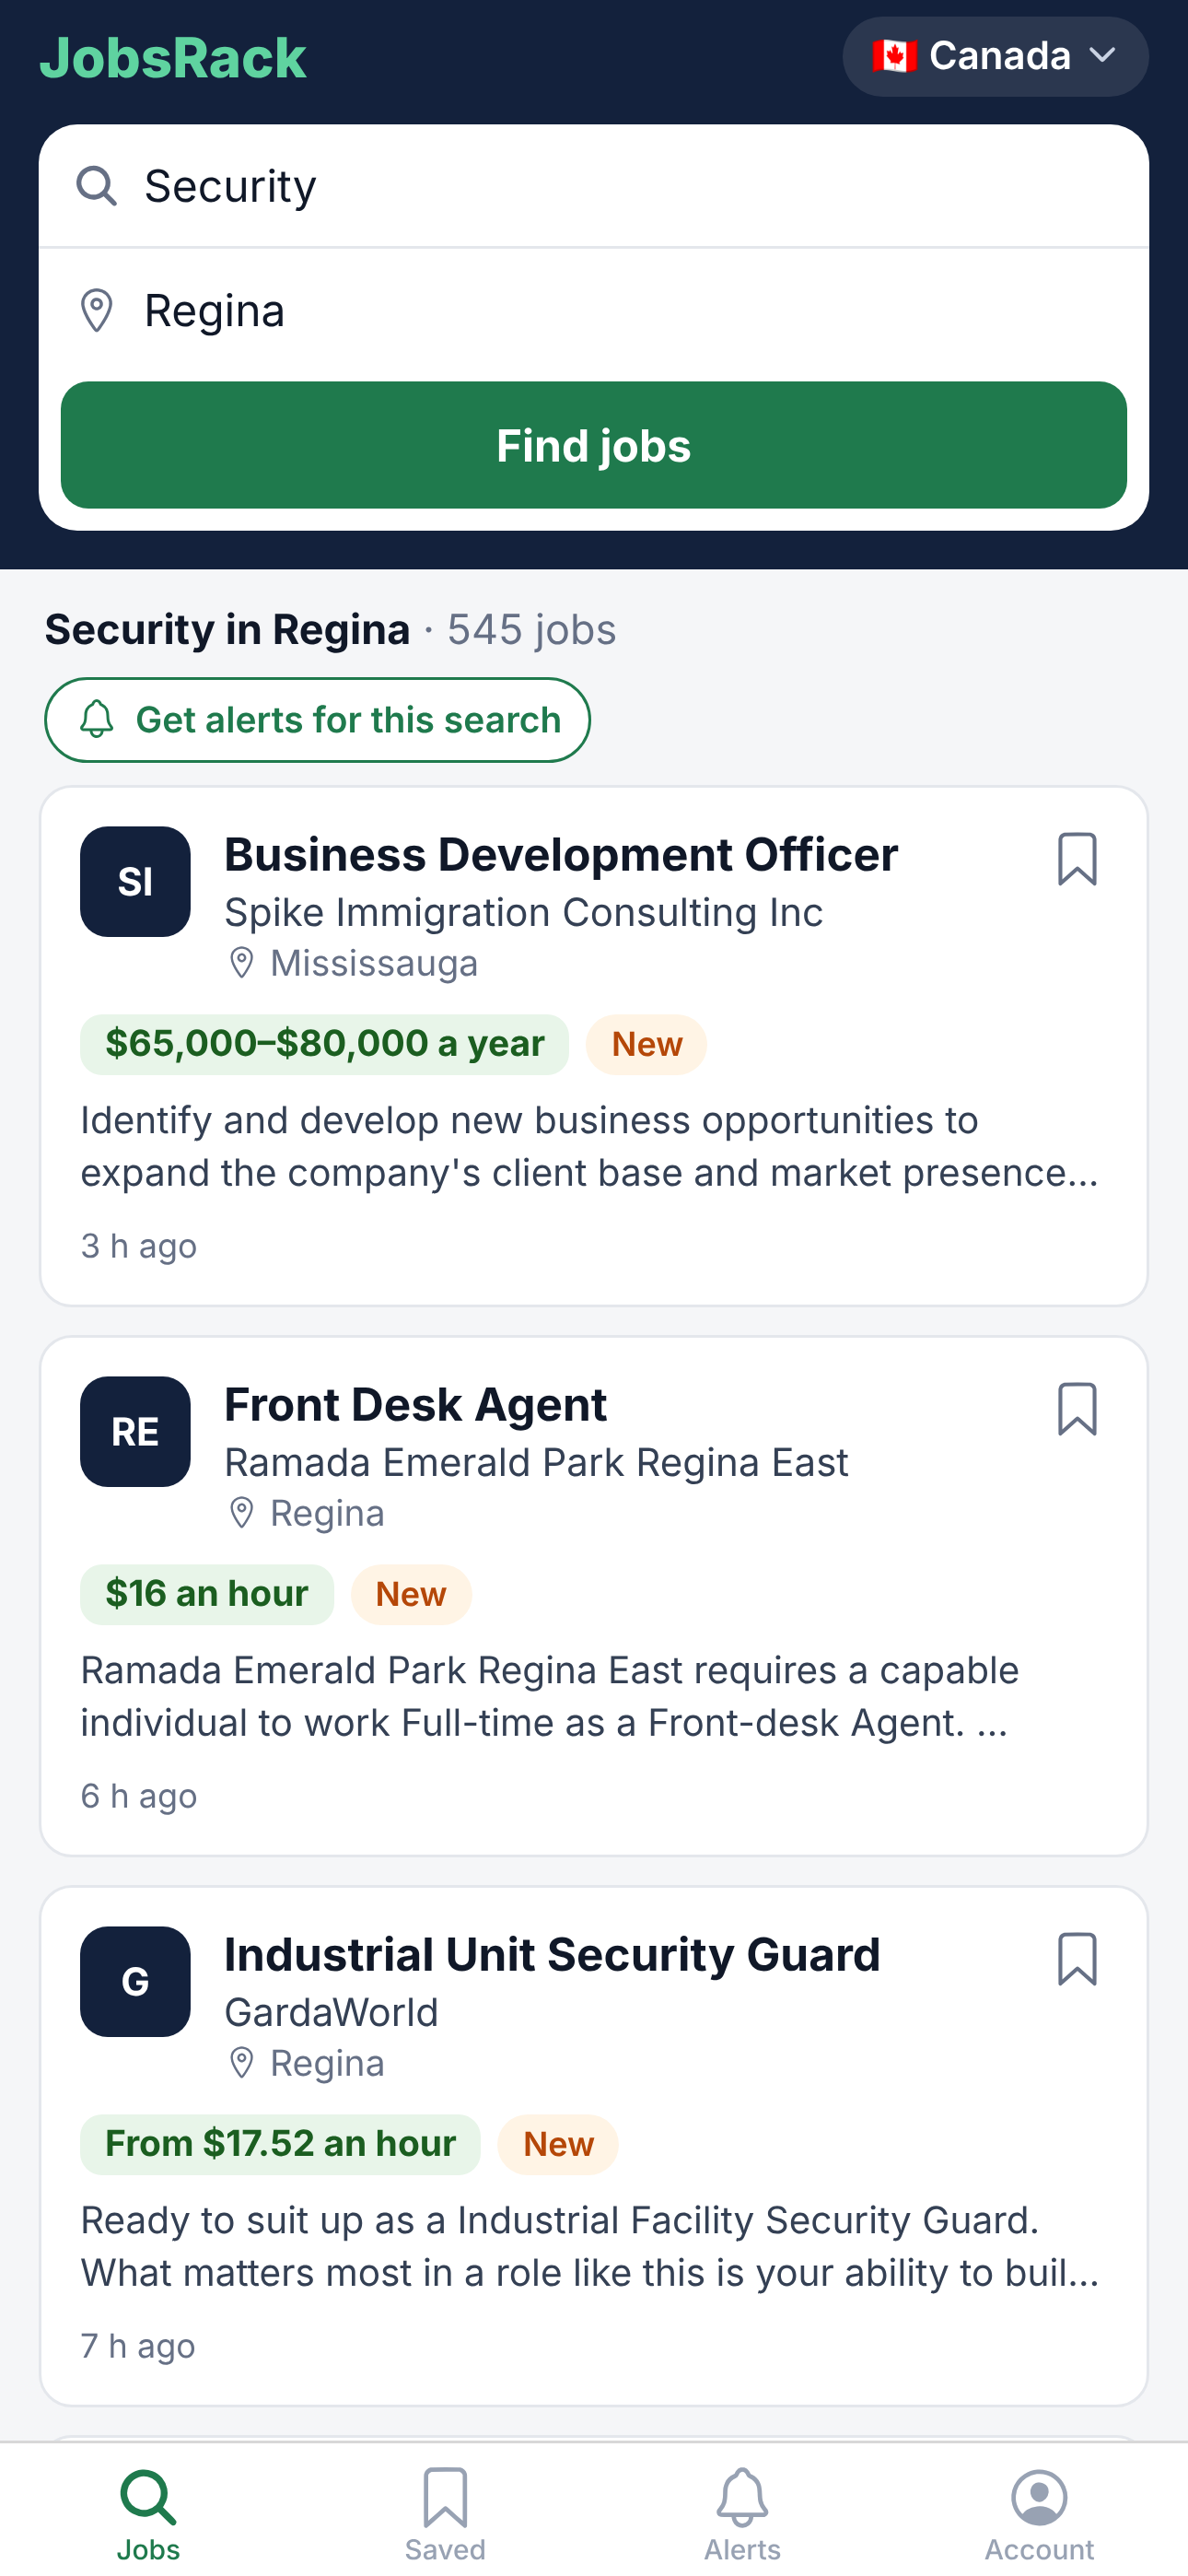 JobsRack
Canada
Security
Regina
Find jobs
Security in Regina · 545 jobs
Get alerts for this search
SI
Business Development Officer
Spike Immigration Consulting Inc
Mississauga
$65,000–$80,000 a year
New
Identify and develop new business opportunities to
expand the company's client base and market presence...
3 h ago
RE
Front Desk Agent
Ramada Emerald Park Regina East
Regina
$16 an hour
New
Ramada Emerald Park Regina East requires a capable
individual to work Full-time as a Front-desk Agent. ...
6 h ago
G
Industrial Unit Security Guard
GardaWorld
Regina
From $17.52 an hour
New
Ready to suit up as a Industrial Facility Security Guard.
What matters most in a role like this is your ability to buil...
7 h ago
Jobs
Saved
Alerts
Account